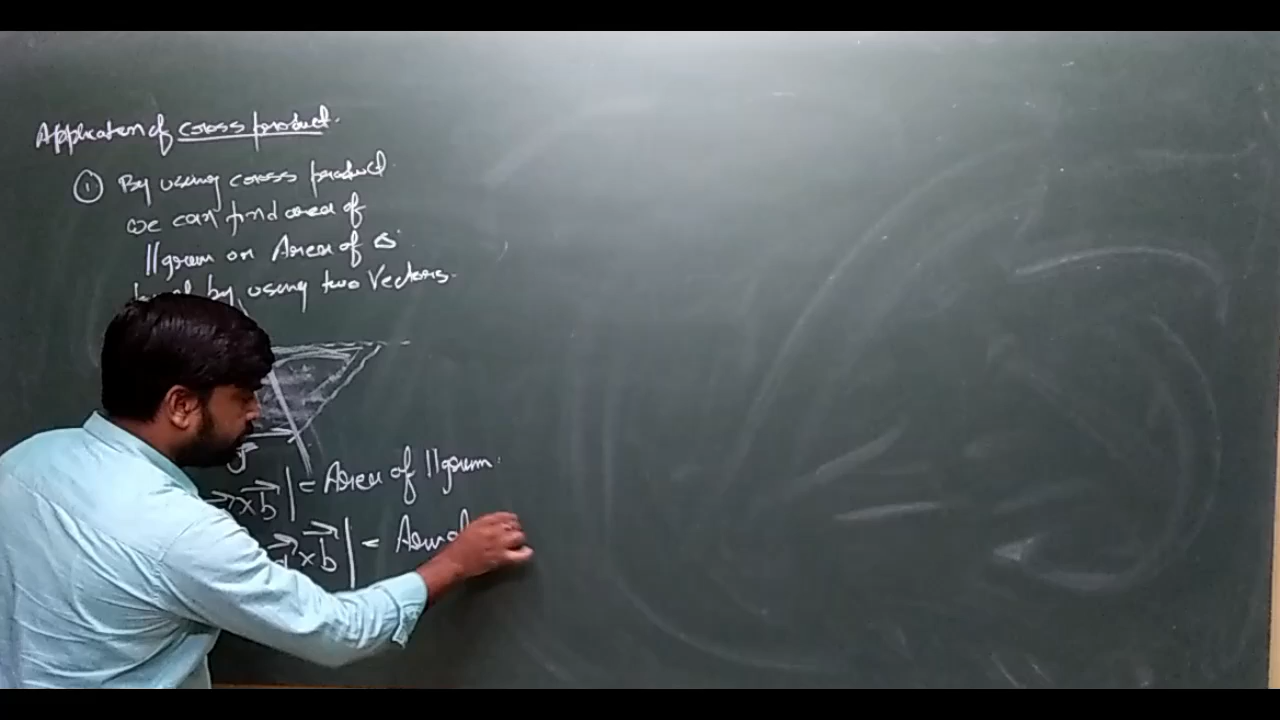 Application of cross product.
① By using cross product
we can find area of
||gram or Area of Δ
by using two Vectors.
× b⃗ | = Area of ||gram.
a⃗ × b⃗ | = Area of